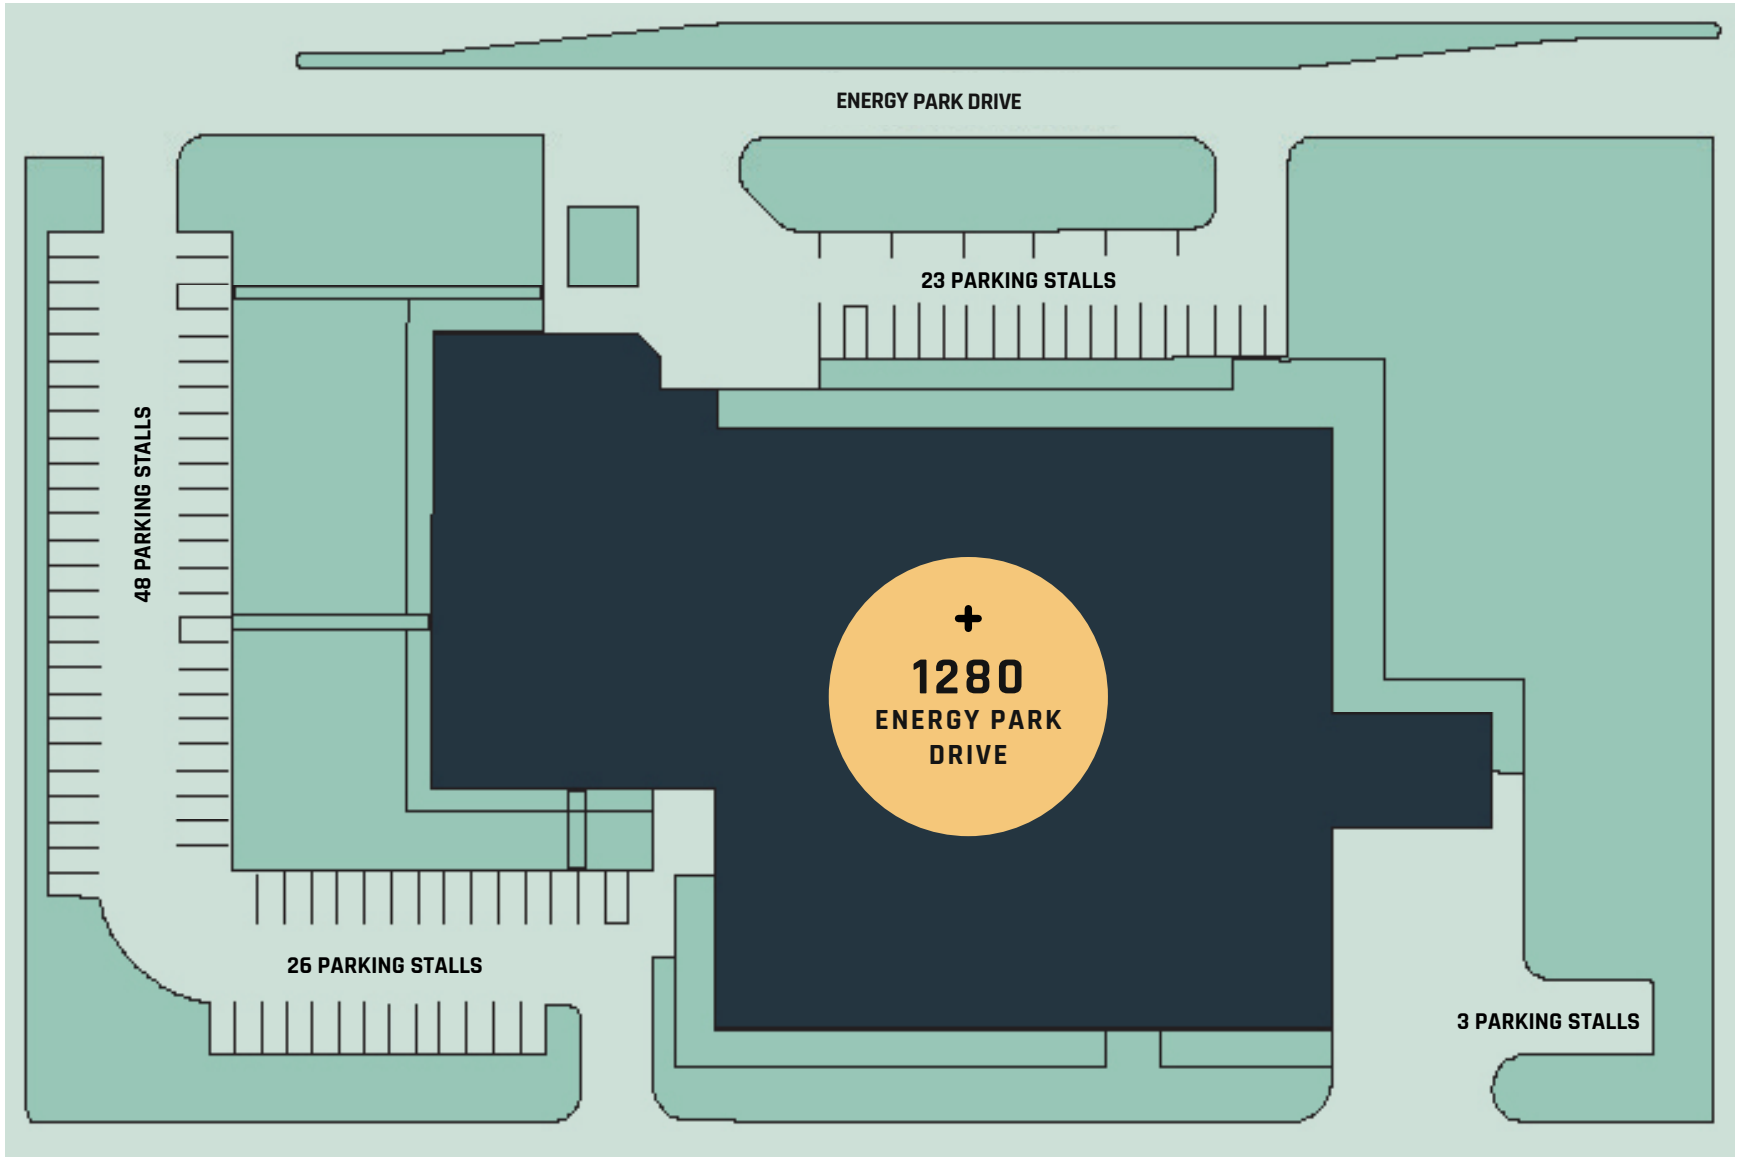 ENERGY PARK DRIVE
23 PARKING STALLS
48 PARKING STALLS
+
1280
ENERGY PARK
DRIVE
26 PARKING STALLS
3 PARKING STALLS